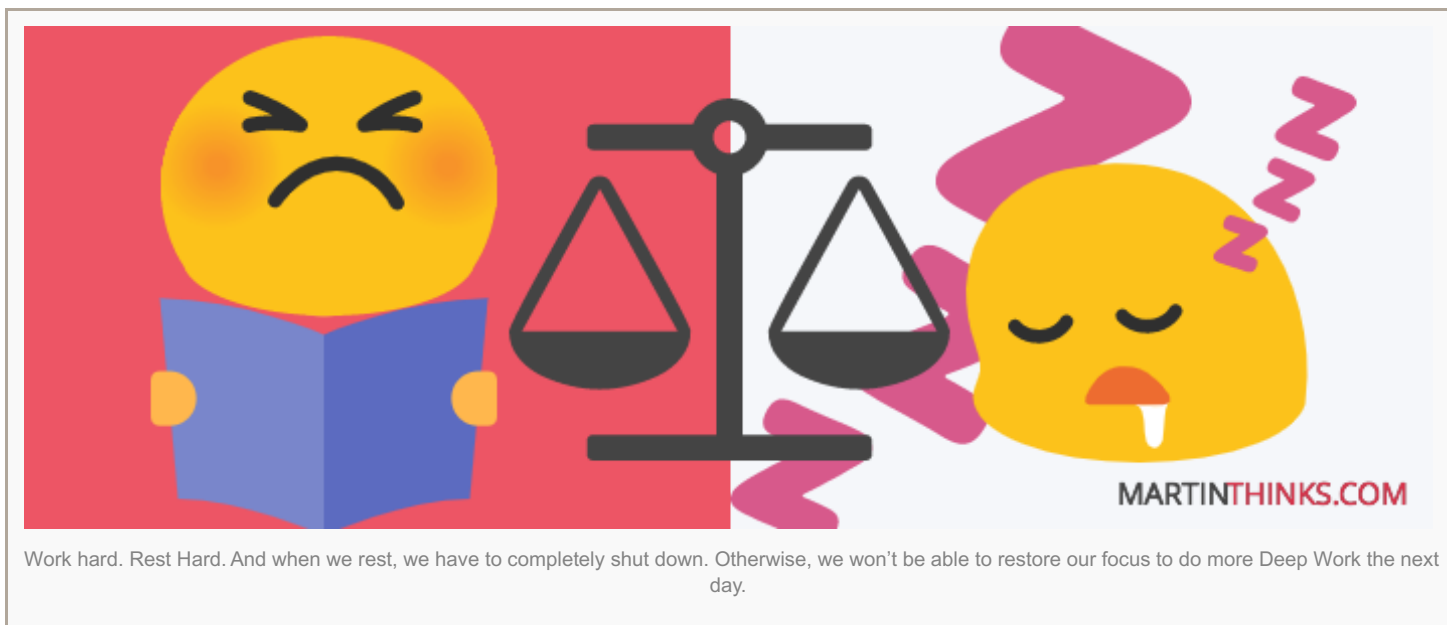 MARTINTHINKS.COM
Work hard. Rest Hard. And when we rest, we have to completely shut down. Otherwise, we won’t be able to restore our focus to do more Deep Work the next
day.